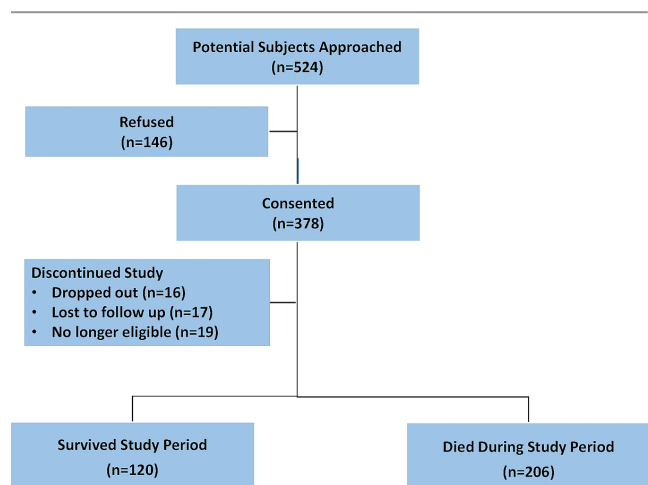 Potential Subjects Approached
(n=524)
Refused
(n=146)
Consented
(n=378)
Discontinued Study
• Dropped out (n=16)
• Lost to follow up (n=17)
• No longer eligible (n=19)
Survived Study Period
(n=120)
Died During Study Period
(n=206)